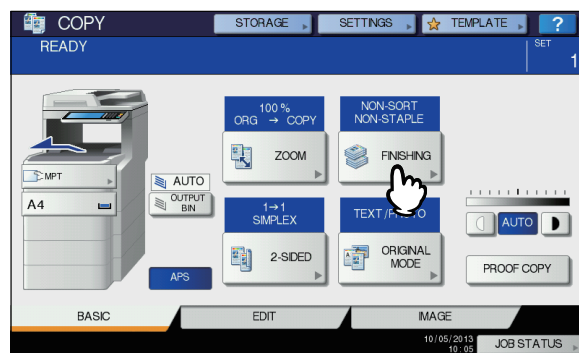 COPY
STORAGE
SETTINGS
TEMPLATE
?
READY
SET
1
100 %
ORG → COPY
NON-SORT
NON-STAPLE
ZOOM
FINISHING
MPT
AUTO
A4
OUTPUT
BIN
1→1
SIMPLEX
TEXT/PHOTO
AUTO
2-SIDED
ORIGINAL
MODE
APS
PROOF COPY
BASIC
EDIT
IMAGE
10/05/2013
10:05
JOB STATUS